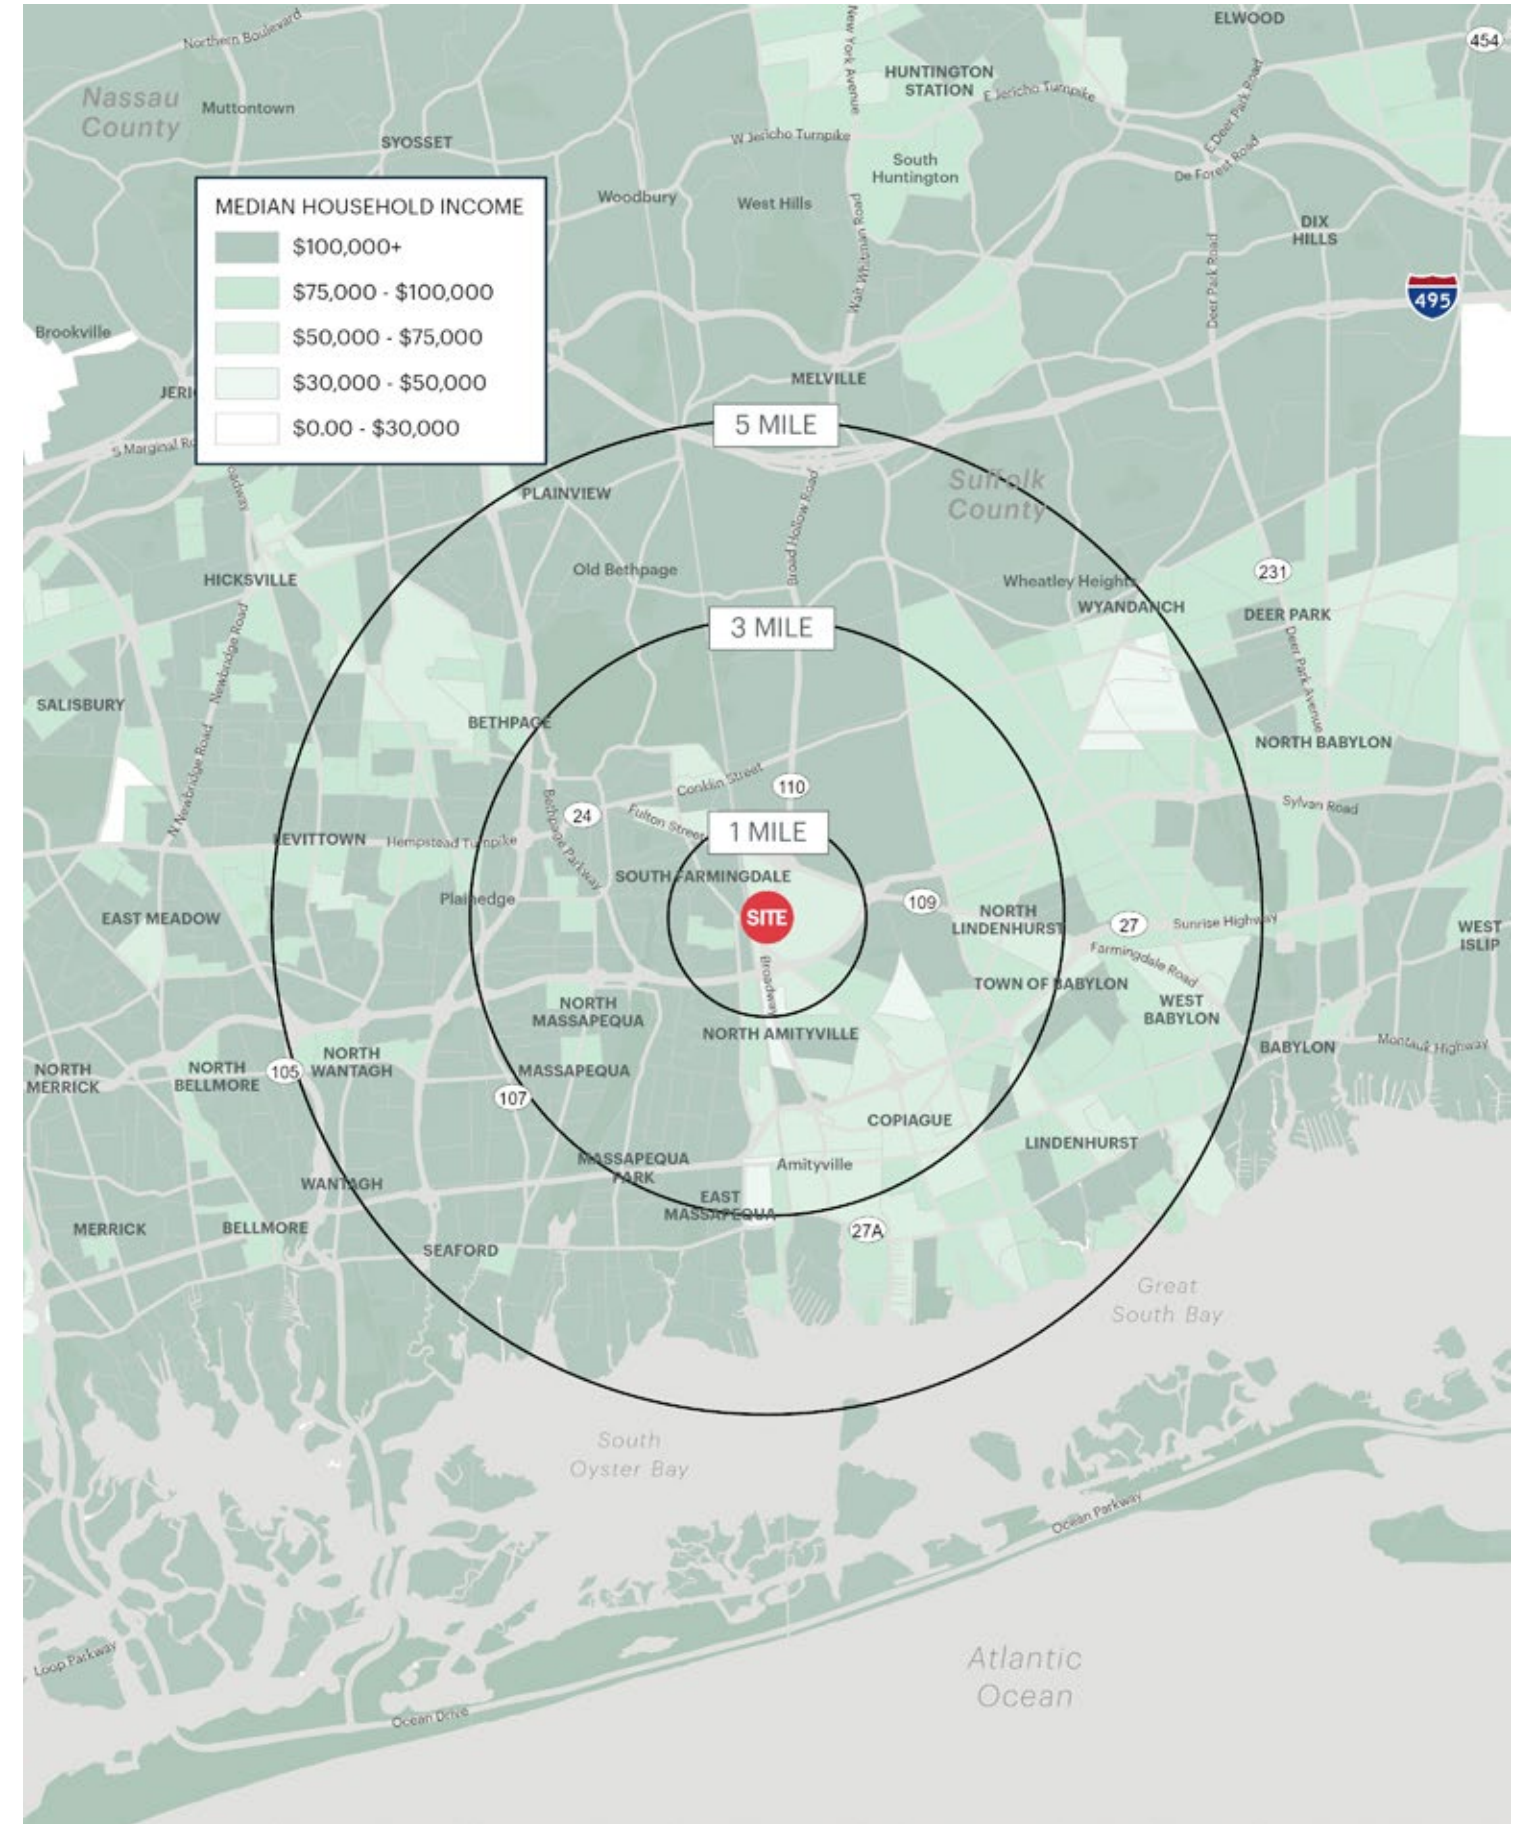 Northern Boulevard
New York Avenue
ELWOOD
454
HUNTINGTON
STATION
E Jericho Turnpike
Nassau
County
Muttontown
SYOSSET
W Jericho Turnpike
E Deer Park Road
De Forest Road
South
Huntington
Woodbury
West Hills
Walt Whitman Road
DIX
HILLS
Deer Park Road
MEDIAN HOUSEHOLD INCOME
$100,000+
$75,000 - $100,000
$50,000 - $75,000
$30,000 - $50,000
$0.00 - $30,000
495
Brookville
JERI
MELVILLE
S Marginal Ro
oadway
5 MILE
PLAINVIEW
Suffolk
County
Broad Hollow Road
Old Bethpage
HICKSVILLE
Wheatley Heights
WYANDANCH
231
DEER PARK
3 MILE
Newbridge Road
Deer Park Avenue
SALISBURY
BETHPAGE
NORTH BABYLON
N Newbridge Road
Conklin Street
110
24
Bethpage Parkway
Fulton Street
1 MILE
Sylvan Road
LEVITTOWN
Hempstead Turnpike
SOUTH FARMINGDALE
Plainedge
109
EAST MEADOW
SITE
NORTH
LINDENHURST
27
Sunrise Highway
WEST
ISLIP
Farmingdale Road
Broadway
TOWN OF BABYLON
NORTH
MASSAPEQUA
WEST
BABYLON
NORTH AMITYVILLE
BABYLON
Montauk Highway
NORTH
MERRICK
NORTH
BELLMORE
105
NORTH
WANTAGH
MASSAPEQUA
107
COPIAGUE
LINDENHURST
MASSAPEQUA
PARK
Amityville
WANTAGH
EAST
MASSAPEQUA
MERRICK
BELLMORE
27A
SEAFORD
Great
South Bay
South
Oyster Bay
Ocean Parkway
Loop Parkway
Atlantic
Ocean
Ocean Drive